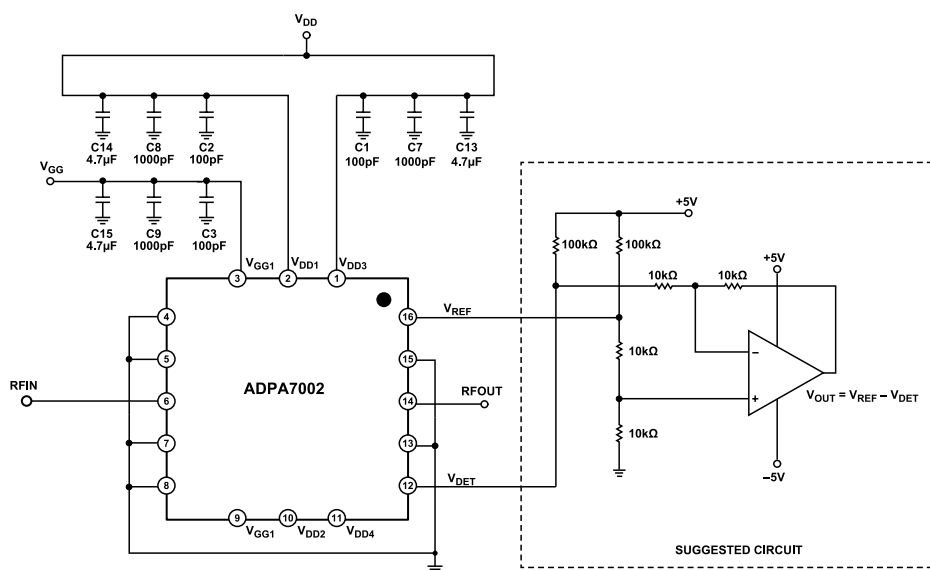 VDD
C14
4.7µF
C8
1000pF
C2
100pF
C1
100pF
C7
1000pF
C13
4.7µF
VGG
C15
4.7µF
C9
1000pF
C3
100pF
VGG1
VDD1
VDD3
3
2
1
4
5
6
7
8
RFIN
ADPA7002
16
15
14
13
12
VREF
RFOUT
VDET
9
10
11
VGG1
VDD2
VDD4
+5V
100kΩ
100kΩ
10kΩ
10kΩ
+5V
10kΩ
–
+
VOUT = VREF – VDET
10kΩ
–5V
SUGGESTED CIRCUIT